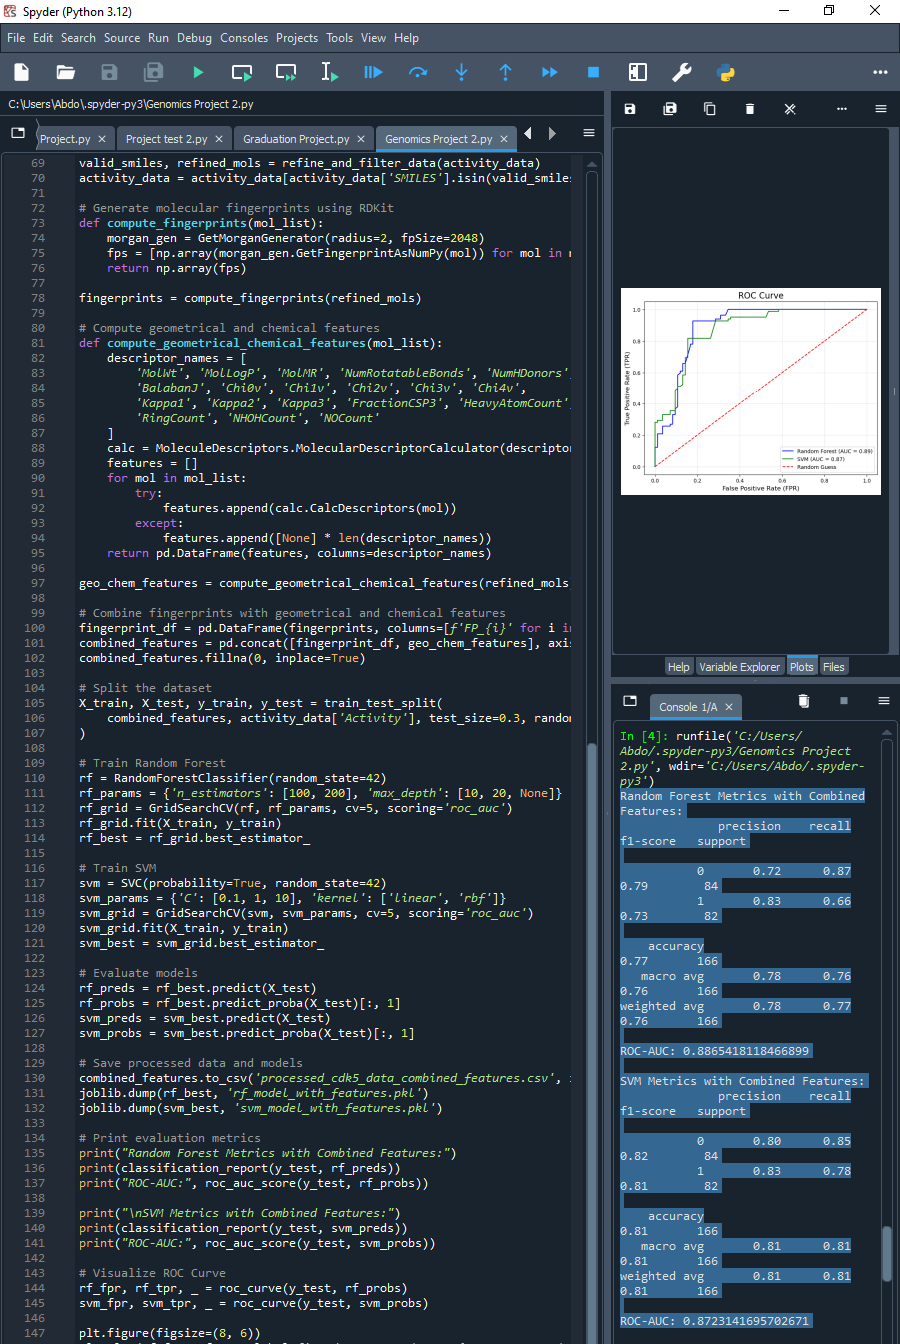 Spyder (Python 3.12)
File Edit Search Source Run Debug Consoles Projects Tools View Help
C:\Users\Abdo\.spyder-py3\Genomics Project 2.py
Project.py Project test 2.py Graduation Project.py Genomics Project 2.py
69 valid_smiles, refined_mols = refine_and_filter_data(activity_data)
70 activity_data = activity_data[activity_data['SMILES'].isin(valid_smiles
71
72 # Generate molecular fingerprints using RDKit
73 def compute_fingerprints(mol_list):
74 morgan_gen = GetMorganGenerator(radius=2, fpSize=2048)
75 fps = [np.array(morgan_gen.GetFingerprintAsNumPy(mol)) for mol in
76 return np.array(fps)
77
78 fingerprints = compute_fingerprints(refined_mols)
79
80 # Compute geometrical and chemical features
81 def compute_geometrical_chemical_features(mol_list):
82 descriptor_names = [
83 'MolWt', 'MolLogP', 'MolMR', 'NumRotatableBonds', 'NumHDonors'
84 'BalabanJ', 'Chi0v', 'Chi1v', 'Chi2v', 'Chi3v', 'Chi4v',
85 'Kappa1', 'Kappa2', 'Kappa3', 'FractionCSP3', 'HeavyAtomCount'
86 'RingCount', 'NHOHCount', 'NOCount'
87 ]
88 calc = MoleculeDescriptors.MolecularDescriptorCalculator(descripto
89 features = []
90 for mol in mol_list:
91 try:
92 features.append(calc.CalcDescriptors(mol))
93 except:
94 features.append([None] * len(descriptor_names))
95 return pd.DataFrame(features, columns=descriptor_names)
96
97 geo_chem_features = compute_geometrical_chemical_features(refined_mols
98
99 # Combine fingerprints with geometrical and chemical features
100 fingerprint_df = pd.DataFrame(fingerprints, columns=[f'FP_{i}' for i in
101 combined_features = pd.concat([fingerprint_df, geo_chem_features], axis
102 combined_features.fillna(0, inplace=True)
103
104 # Split the dataset
105 X_train, X_test, y_train, y_test = train_test_split(
106 combined_features, activity_data['Activity'], test_size=0.3, random
107 )
108
109 # Train Random Forest
110 rf = RandomForestClassifier(random_state=42)
111 rf_params = {'n_estimators': [100, 200], 'max_depth': [10, 20, None]}
112 rf_grid = GridSearchCV(rf, rf_params, cv=5, scoring='roc_auc')
113 rf_grid.fit(X_train, y_train)
114 rf_best = rf_grid.best_estimator_
115
116 # Train SVM
117 svm = SVC(probability=True, random_state=42)
118 svm_params = {'C': [0.1, 1, 10], 'kernel': ['linear', 'rbf']}
119 svm_grid = GridSearchCV(svm, svm_params, cv=5, scoring='roc_auc')
120 svm_grid.fit(X_train, y_train)
121 svm_best = svm_grid.best_estimator_
122
123 # Evaluate models
124 rf_preds = rf_best.predict(X_test)
125 rf_probs = rf_best.predict_proba(X_test)[:, 1]
126 svm_preds = svm_best.predict(X_test)
127 svm_probs = svm_best.predict_proba(X_test)[:, 1]
128
129 # Save processed data and models
130 combined_features.to_csv('processed_cdk5_data_combined_features.csv',
131 joblib.dump(rf_best, 'rf_model_with_features.pkl')
132 joblib.dump(svm_best, 'svm_model_with_features.pkl')
133
134 # Print evaluation metrics
135 print("Random Forest Metrics with Combined Features:")
136 print(classification_report(y_test, rf_preds))
137 print("ROC-AUC:", roc_auc_score(y_test, rf_probs))
138
139 print("\nSVM Metrics with Combined Features:")
140 print(classification_report(y_test, svm_preds))
141 print("ROC-AUC:", roc_auc_score(y_test, svm_probs))
142
143 # Visualize ROC Curve
144 rf_fpr, rf_tpr, _ = roc_curve(y_test, rf_probs)
145 svm_fpr, svm_tpr, _ = roc_curve(y_test, svm_probs)
146
147 plt.figure(figsize=(8, 6))
ROC Curve
True Positive Rate (TPR)
1.0
0.8
0.6
0.4
0.2
0.0
Random Forest (AUC = 0.89)
SVM (AUC = 0.87)
Random Guess
0.0 0.2 0.4 0.6 0.8 1.0
False Positive Rate (FPR)
Help Variable Explorer Plots Files
Console 1/A
In [4]: runfile('C:/Users/
Abdo/.spyder-py3/Genomics Project
2.py', wdir='C:/Users/Abdo/.spyder-
py3')
Random Forest Metrics with Combined
Features:
precision recall
f1-score support
0 0.72 0.87
0.79 84
1 0.83 0.66
0.73 82
accuracy
0.77 166
macro avg 0.78 0.76
0.76 166
weighted avg 0.78 0.77
0.76 166
ROC-AUC: 0.8865418118466899
SVM Metrics with Combined Features:
precision recall
f1-score support
0 0.80 0.85
0.82 84
1 0.83 0.78
0.81 82
accuracy
0.81 166
macro avg 0.81 0.81
0.81 166
weighted avg 0.81 0.81
0.81 166
ROC-AUC: 0.8723141695702671